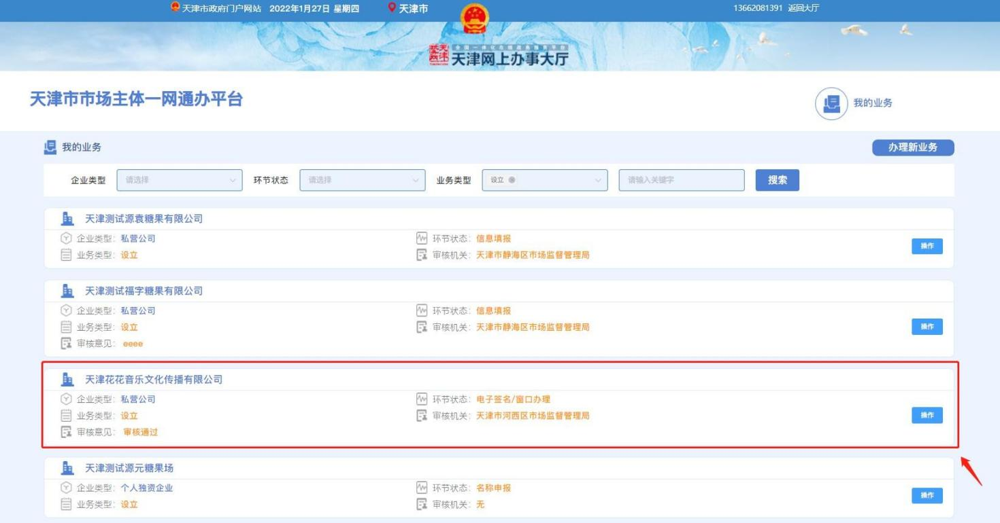 天津市政府门户网站 2022年1月27日 星期四 天津市 13662081391 返回大厅
全国一体化在线政务服务平台
天津网上办事大厅
天津市市场主体一网通办平台
我的业务
我的业务 办理新业务
企业类型 请选择 环节状态 请选择 业务类型 设立 请输入关键字 搜索
天津测试源袁糖果有限公司
企业类型: 私营公司 环节状态: 信息填报
业务类型: 设立 审核机关: 天津市静海区市场监督管理局
操作
天津测试福字糖果有限公司
企业类型: 私营公司 环节状态: 信息填报
业务类型: 设立 审核机关: 天津市静海区市场监督管理局
操作
审核意见: eeee
天津花花音乐文化传播有限公司
企业类型: 私营公司 环节状态: 电子签名/窗口办理
业务类型: 设立 审核机关: 天津市河西区市场监督管理局
操作
审核意见: 审核通过
天津测试源元糖果场
企业类型: 个人独资企业 环节状态: 名称申报
业务类型: 设立 审核机关: 无
操作